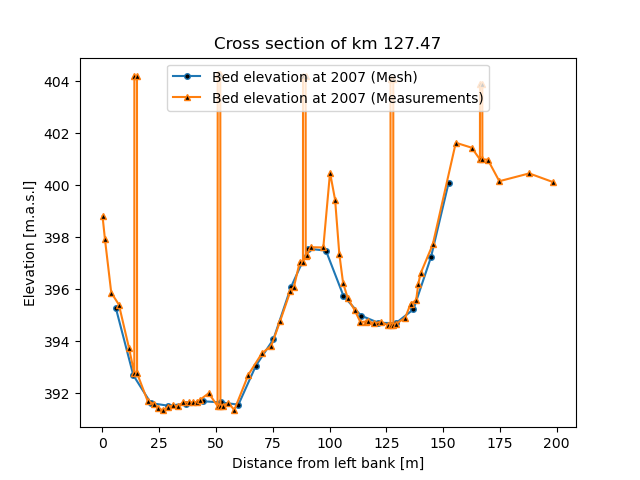 Cross section of km 127.47
Bed elevation at 2007 (Mesh)
Bed elevation at 2007 (Measurements)
Elevation [m.a.s.l]
404
402
400
398
396
394
392
0 25 50 75 100 125 150 175 200
Distance from left bank [m]